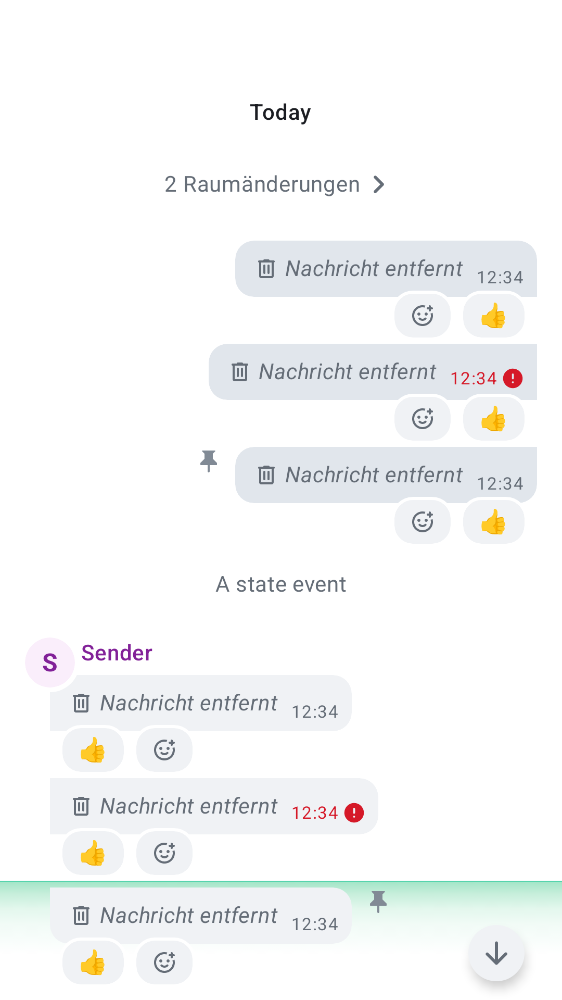 Today
2 Raumänderungen
Nachricht entfernt 12:34
👍
Nachricht entfernt 12:34
👍
Nachricht entfernt 12:34
👍
A state event
S Sender
Nachricht entfernt 12:34
👍
Nachricht entfernt 12:34
👍
Nachricht entfernt 12:34
👍